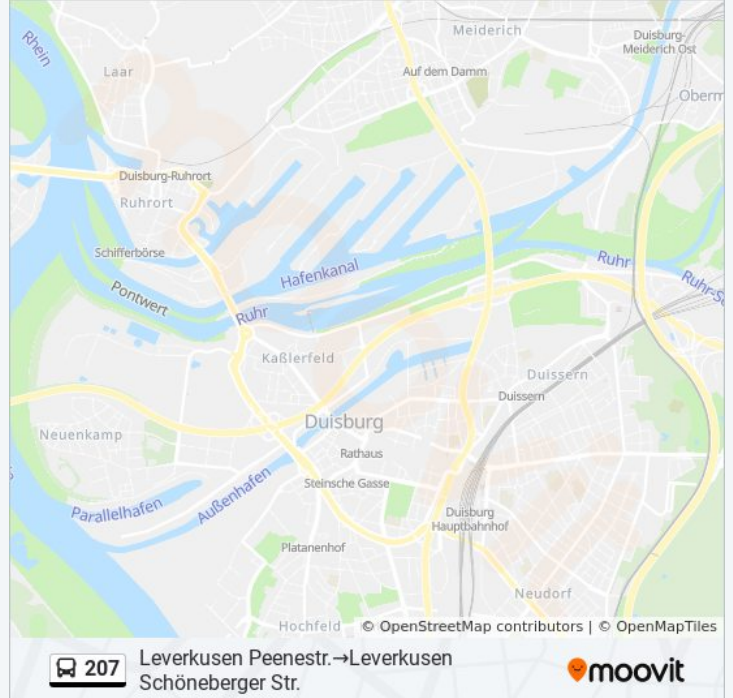 Rhein
Meiderich
Duisburg-
Meiderich Ost
Laar
Auf dem Damm
Oberm
Duisburg-Ruhrort
Ruhrort
Schifferbörse
Hafenkanal
Ruhr
Ruhr-S
Pontwert
Ruhr
Kaßlerfeld
Duissern
Duissern
Duisburg
Neuenkamp
Rathaus
Steinsche Gasse
Parallelhafen
Außenhafen
Duisburg
Hauptbahnhof
Platanenhof
Neudorf
Hochfeld
© OpenStreetMap contributors | © OpenMapTiles
207
Leverkusen Peenestr.→Leverkusen
Schöneberger Str.
moovit